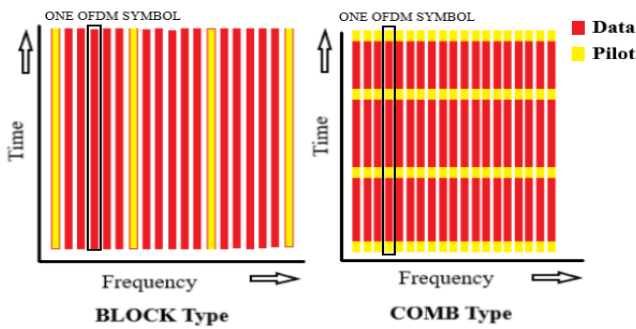 ONE OFDM SYMBOL
Time
Frequency
BLOCK Type
ONE OFDM SYMBOL
Time
Frequency
COMB Type
Data
Pilot